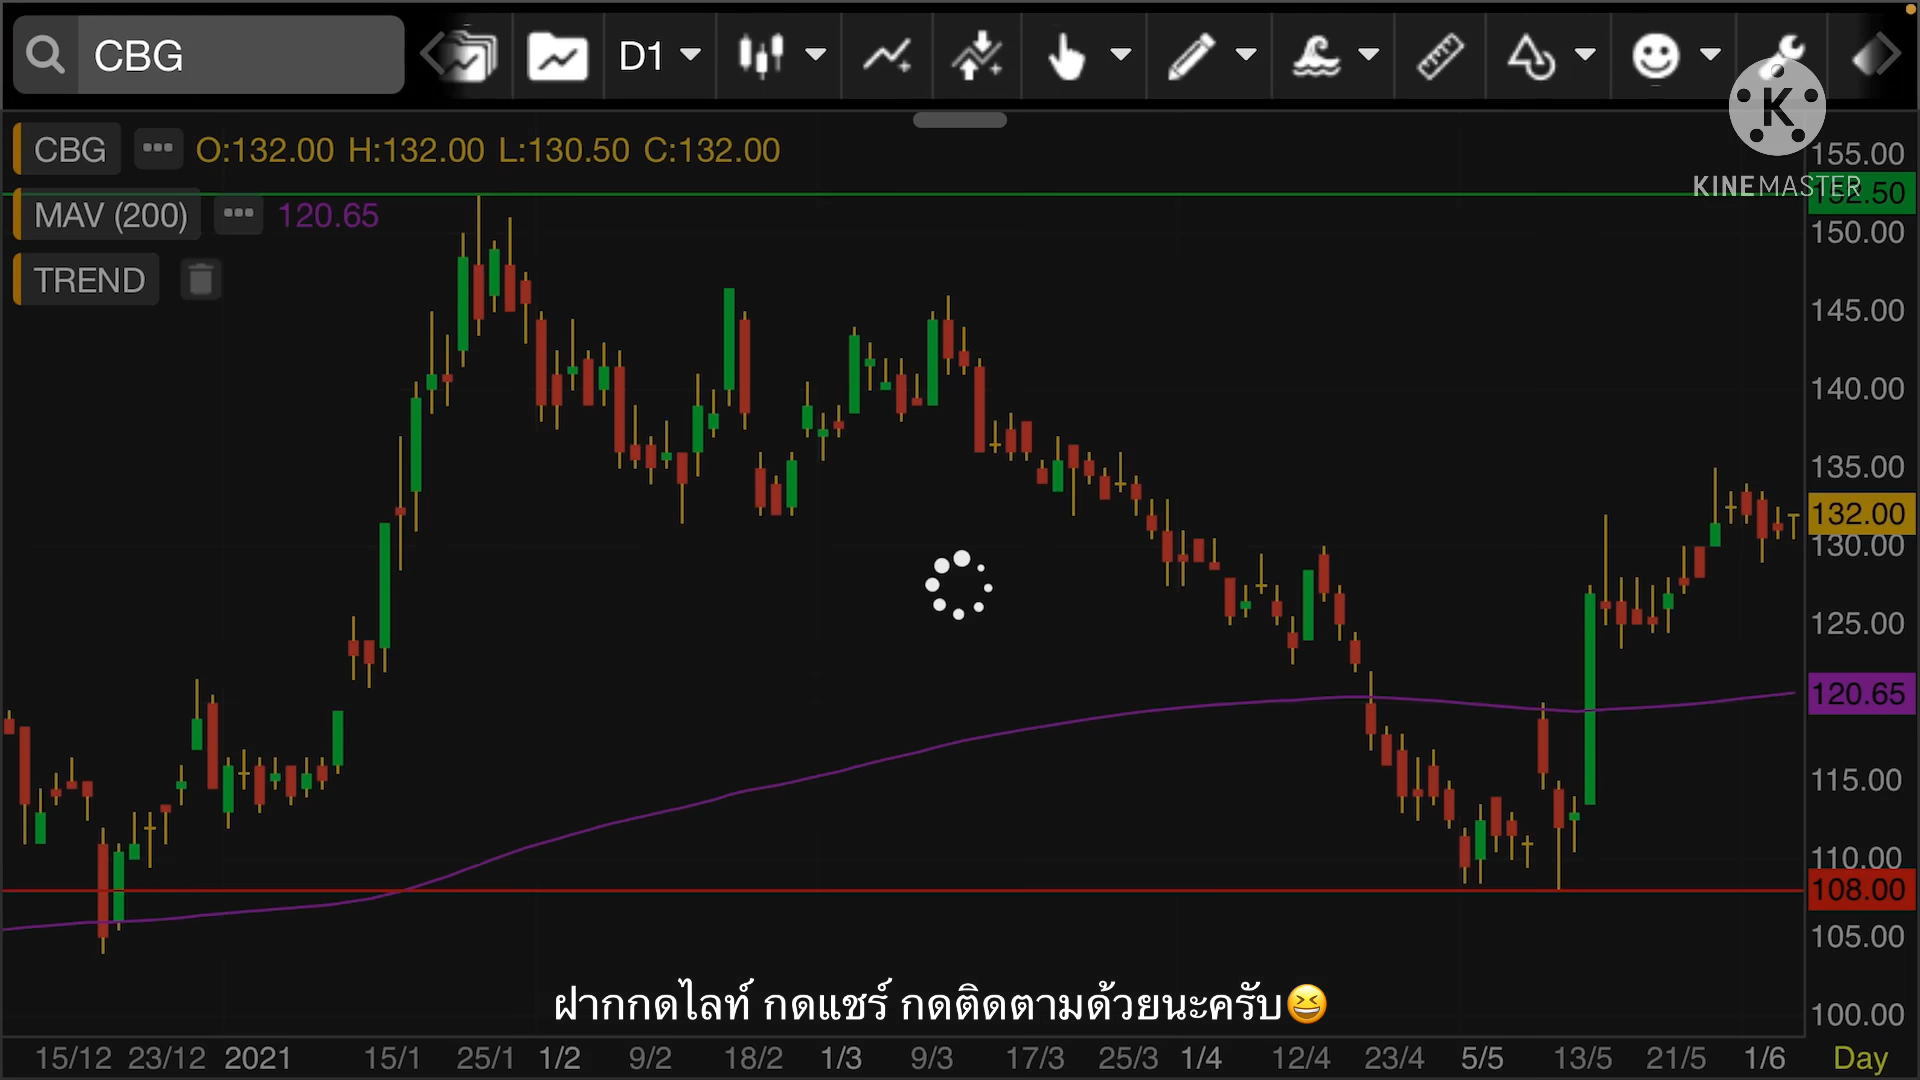 CBG
D1
CBG ••• O:132.00 H:132.00 L:130.50 C:132.00
MAV (200) ••• 120.65
TREND
K
KINEMASTER
155.00
152.50
150.00
145.00
140.00
135.00
132.00
130.00
125.00
120.65
115.00
110.00
108.00
105.00
100.00
ฝากกดไลท์ กดแชร์ กดติดตามด้วยนะครับ😆
15/12 23/12 2021 15/1 25/1 1/2 9/2 18/2 1/3 9/3 17/3 25/3 1/4 12/4 23/4 5/5 13/5 21/5 1/6 Day